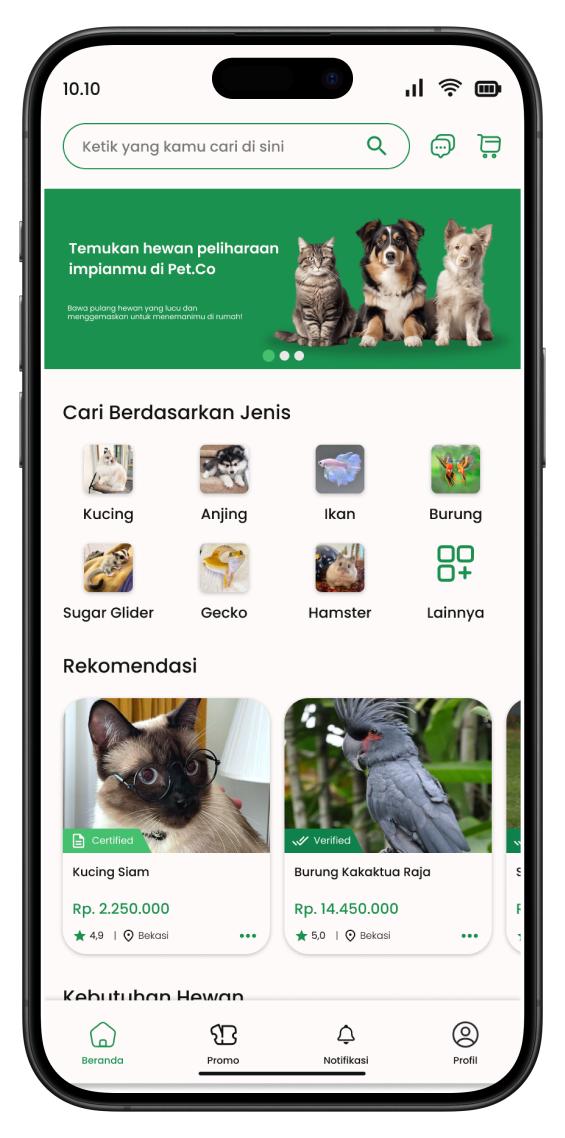 10.10
Ketik yang kamu cari di sini
Temukan hewan peliharaan
impianmu di Pet.Co
Bawa pulang hewan yang lucu dan
menggemaskan untuk menemanimu di rumah!
Cari Berdasarkan Jenis
Kucing Anjing Ikan Burung
Sugar Glider Gecko Hamster Lainnya
Rekomendasi
Certified Verified
Kucing Siam Burung Kakaktua Raja
Rp. 2.250.000 Rp. 14.450.000
4,9 | Bekasi 5,0 | Bekasi
Kebutuhan Hewan
Beranda Promo Notifikasi Profil